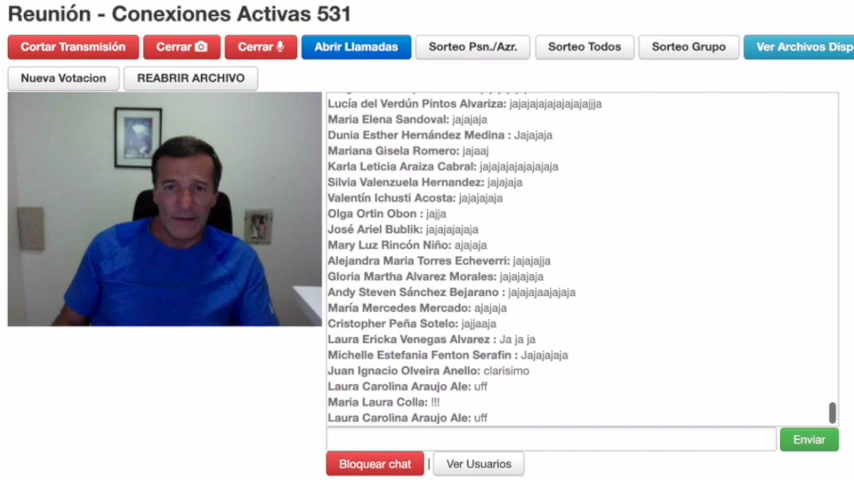 Reunión - Conexiones Activas 531
Cortar Transmisión Cerrar Cerrar Abrir Llamadas Sorteo Psn./Azr. Sorteo Todos Sorteo Grupo Ver Archivos Disp
Nueva Votacion REABRIR ARCHIVO
Lucía del Verdún Pintos Alvariza: jajajajajajajajajajjja
Maria Elena Sandoval: jajajaja
Dunia Esther Hernández Medina : Jajajaja
Mariana Gisela Romero: jajaaj
Karla Leticia Araiza Cabral: jajajajajajajajaja
Silvia Valenzuela Hernandez: jajajaja
Valentín Ichusti Acosta: jajajajaja
Olga Ortin Obon : jajja
José Ariel Bublik: jajajajajaja
Mary Luz Rincón Niño: ajajaja
Alejandra Maria Torres Echeverri: jajajajja
Gloria Martha Alvarez Morales: jajajajaja
Andy Steven Sánchez Bejarano : jajajajaajajaja
María Mercedes Mercado: ajajaja
Cristopher Peña Sotelo: jajjaaja
Laura Ericka Venegas Alvarez : Ja ja ja
Michelle Estefania Fenton Serafin : Jajajajaja
Juan Ignacio Olveira Anello: clarisimo
Laura Carolina Araujo Ale: uff
Maria Laura Colla: !!!
Laura Carolina Araujo Ale: uff
Enviar
Bloquear chat | Ver Usuarios